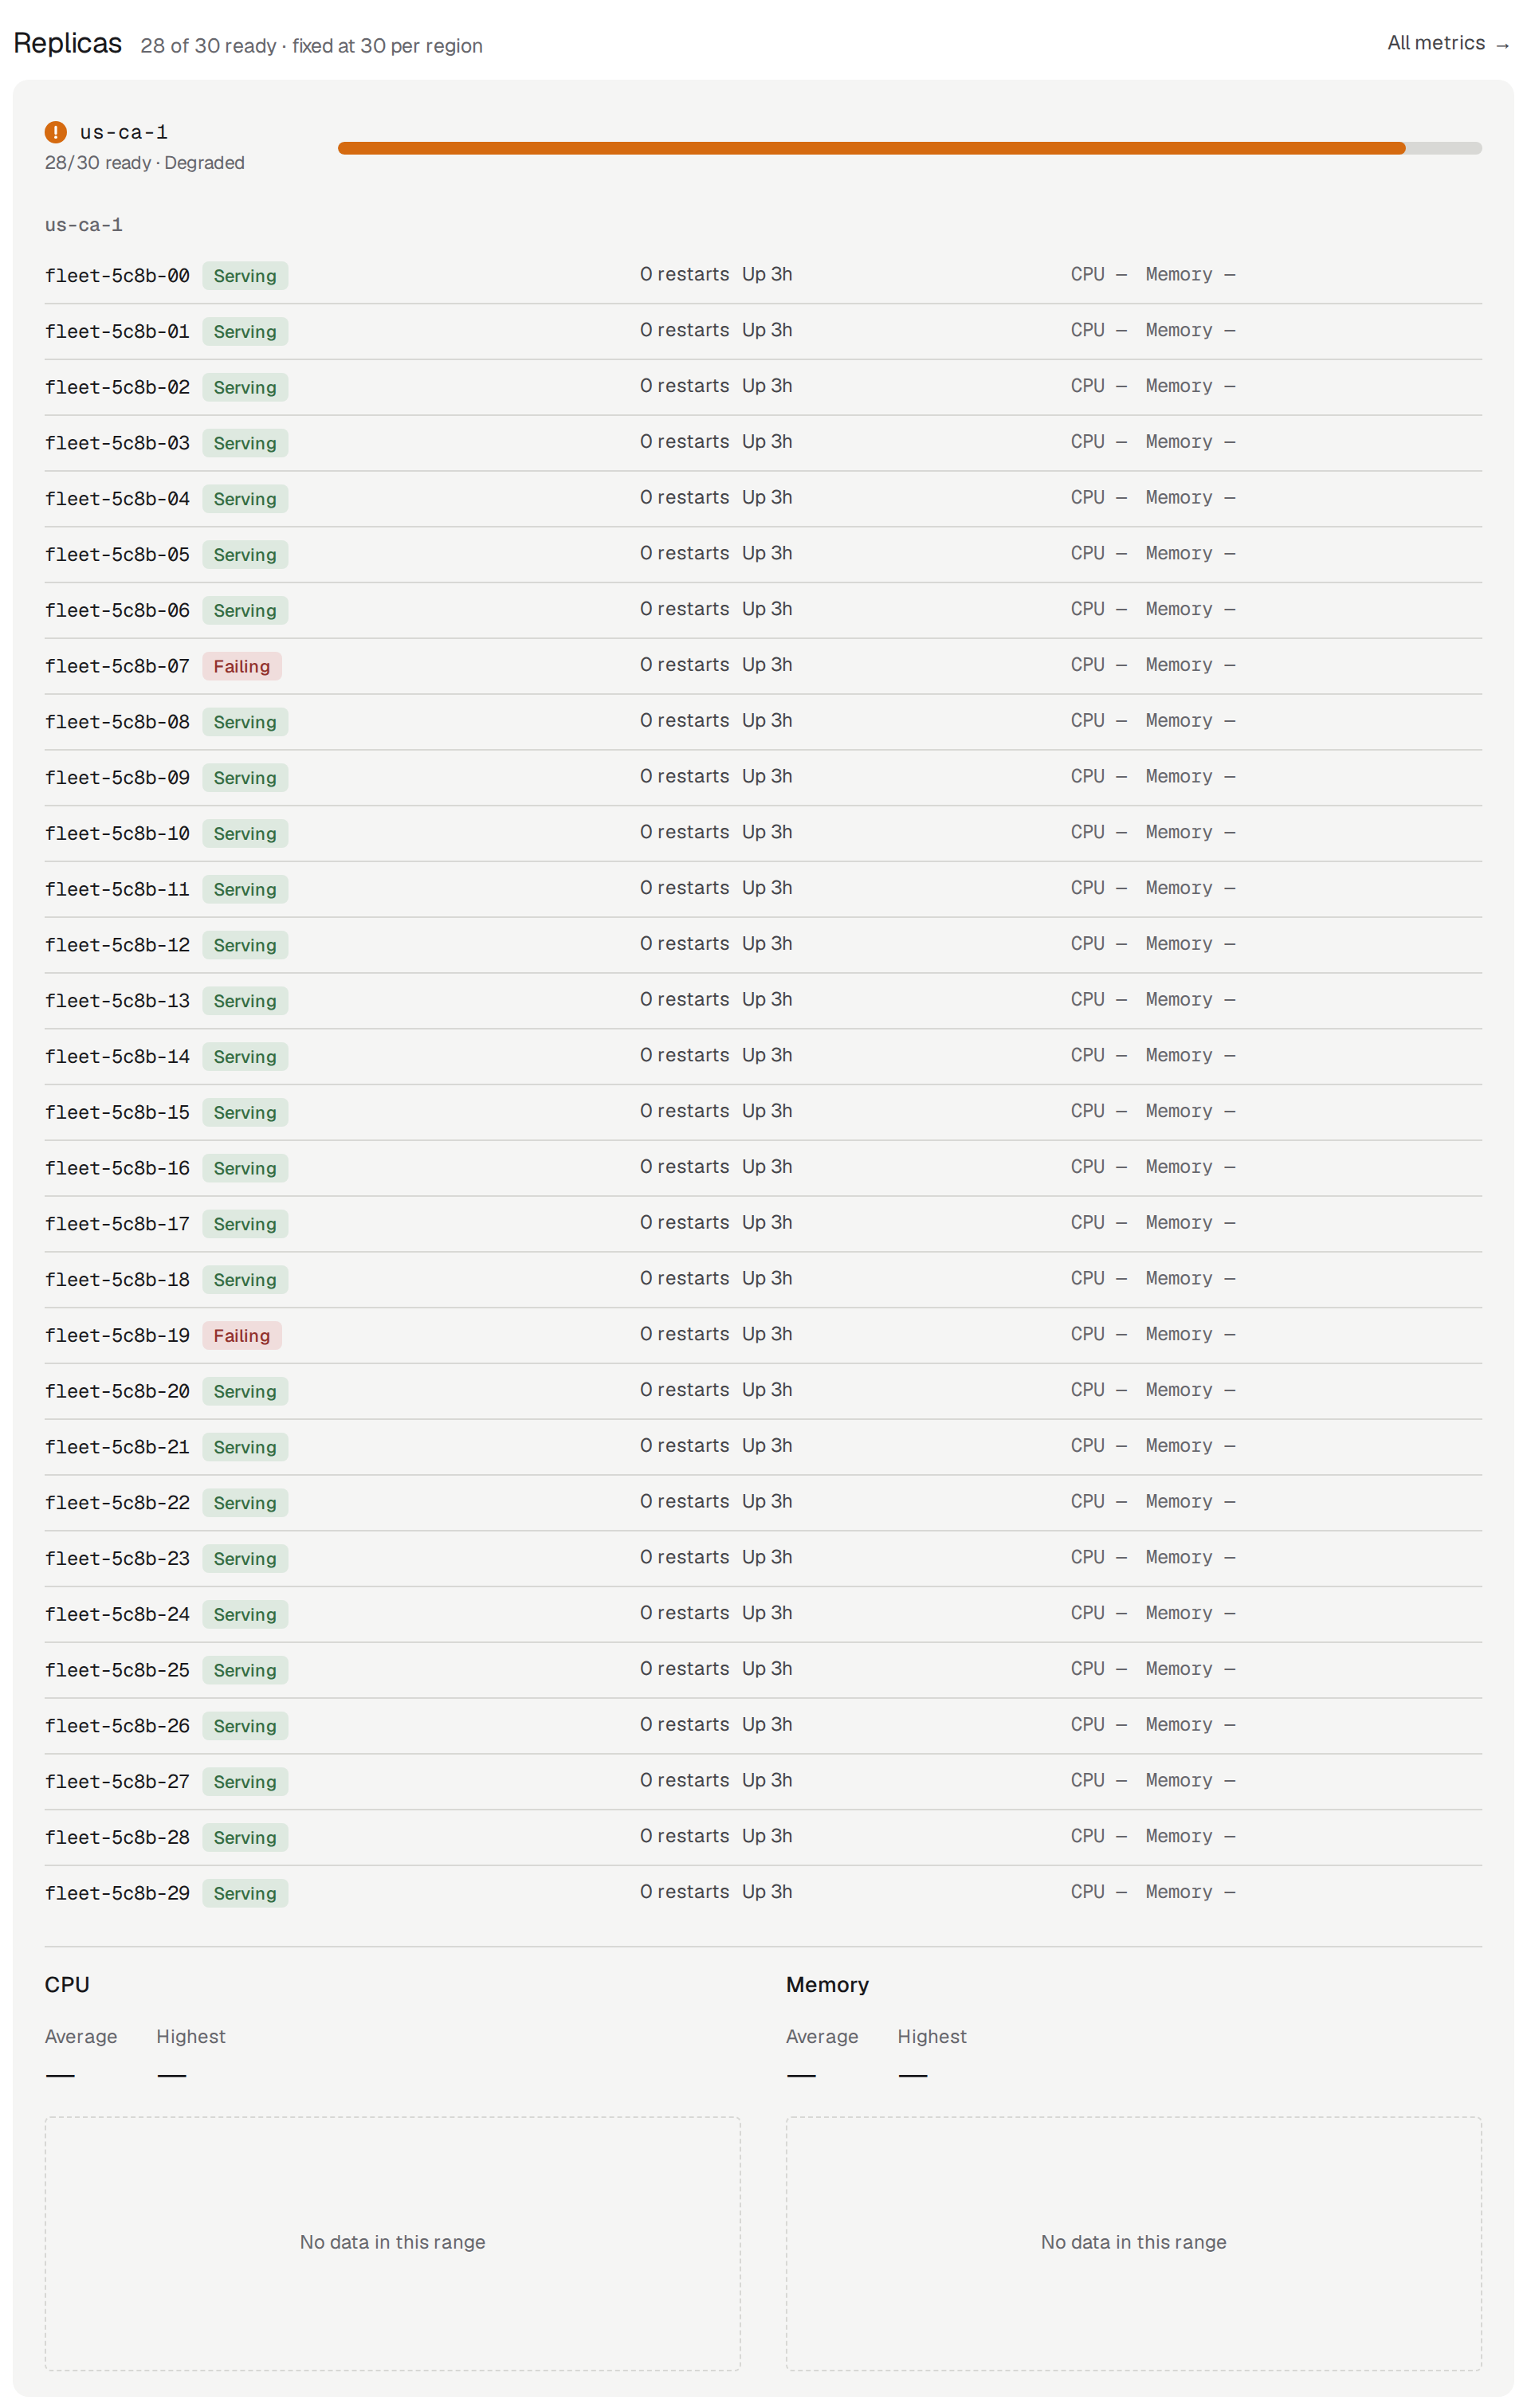 Replicas 28 of 30 ready · fixed at 30 per region All metrics →
us-ca-1
28/30 ready · Degraded
us-ca-1
fleet-5c8b-00 Serving 0 restarts Up 3h CPU — Memory —
fleet-5c8b-01 Serving 0 restarts Up 3h CPU — Memory —
fleet-5c8b-02 Serving 0 restarts Up 3h CPU — Memory —
fleet-5c8b-03 Serving 0 restarts Up 3h CPU — Memory —
fleet-5c8b-04 Serving 0 restarts Up 3h CPU — Memory —
fleet-5c8b-05 Serving 0 restarts Up 3h CPU — Memory —
fleet-5c8b-06 Serving 0 restarts Up 3h CPU — Memory —
fleet-5c8b-07 Failing 0 restarts Up 3h CPU — Memory —
fleet-5c8b-08 Serving 0 restarts Up 3h CPU — Memory —
fleet-5c8b-09 Serving 0 restarts Up 3h CPU — Memory —
fleet-5c8b-10 Serving 0 restarts Up 3h CPU — Memory —
fleet-5c8b-11 Serving 0 restarts Up 3h CPU — Memory —
fleet-5c8b-12 Serving 0 restarts Up 3h CPU — Memory —
fleet-5c8b-13 Serving 0 restarts Up 3h CPU — Memory —
fleet-5c8b-14 Serving 0 restarts Up 3h CPU — Memory —
fleet-5c8b-15 Serving 0 restarts Up 3h CPU — Memory —
fleet-5c8b-16 Serving 0 restarts Up 3h CPU — Memory —
fleet-5c8b-17 Serving 0 restarts Up 3h CPU — Memory —
fleet-5c8b-18 Serving 0 restarts Up 3h CPU — Memory —
fleet-5c8b-19 Failing 0 restarts Up 3h CPU — Memory —
fleet-5c8b-20 Serving 0 restarts Up 3h CPU — Memory —
fleet-5c8b-21 Serving 0 restarts Up 3h CPU — Memory —
fleet-5c8b-22 Serving 0 restarts Up 3h CPU — Memory —
fleet-5c8b-23 Serving 0 restarts Up 3h CPU — Memory —
fleet-5c8b-24 Serving 0 restarts Up 3h CPU — Memory —
fleet-5c8b-25 Serving 0 restarts Up 3h CPU — Memory —
fleet-5c8b-26 Serving 0 restarts Up 3h CPU — Memory —
fleet-5c8b-27 Serving 0 restarts Up 3h CPU — Memory —
fleet-5c8b-28 Serving 0 restarts Up 3h CPU — Memory —
fleet-5c8b-29 Serving 0 restarts Up 3h CPU — Memory —
CPU Memory
Average Highest Average Highest
— — — —
No data in this range No data in this range